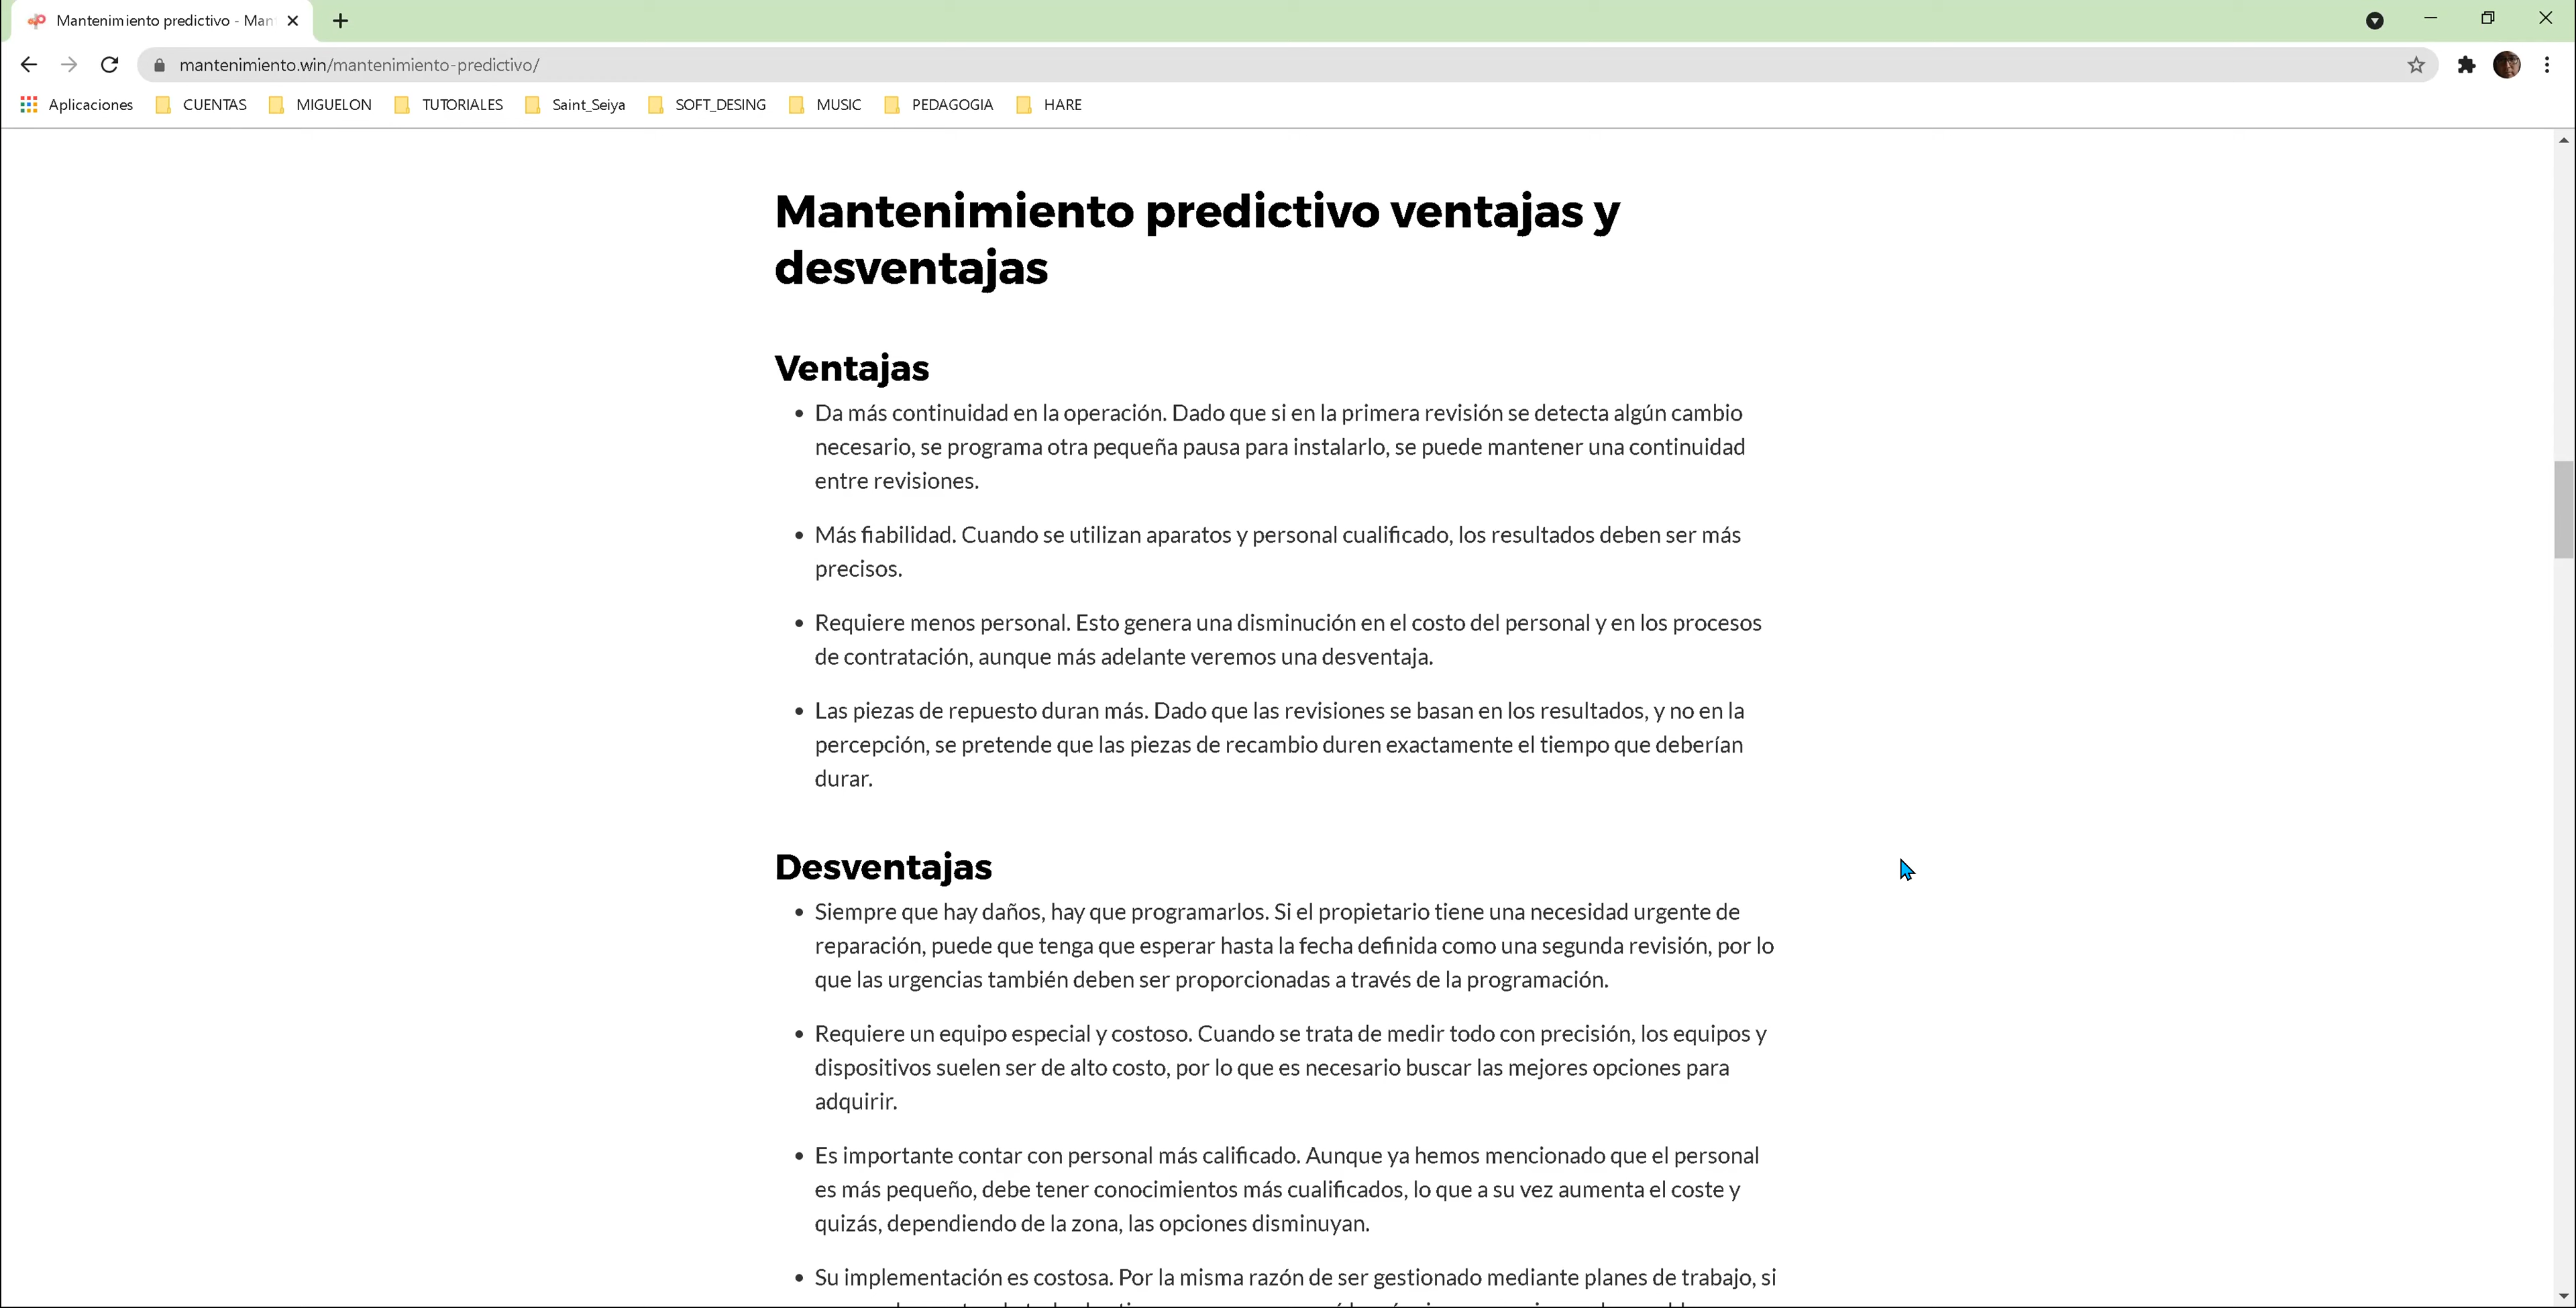 Mantenimiento predictivo - Man
mantenimiento.win/mantenimiento-predictivo/
Aplicaciones CUENTAS MIGUELON TUTORIALES Saint_Seiya SOFT_DESING MUSIC PEDAGOGIA HARE
Mantenimiento predictivo ventajas y
desventajas
Ventajas
• Da más continuidad en la operación. Dado que si en la primera revisión se detecta algún cambio
necesario, se programa otra pequeña pausa para instalarlo, se puede mantener una continuidad
entre revisiones.
• Más fiabilidad. Cuando se utilizan aparatos y personal cualificado, los resultados deben ser más
precisos.
• Requiere menos personal. Esto genera una disminución en el costo del personal y en los procesos
de contratación, aunque más adelante veremos una desventaja.
• Las piezas de repuesto duran más. Dado que las revisiones se basan en los resultados, y no en la
percepción, se pretende que las piezas de recambio duren exactamente el tiempo que deberían
durar.
Desventajas
• Siempre que hay daños, hay que programarlos. Si el propietario tiene una necesidad urgente de
reparación, puede que tenga que esperar hasta la fecha definida como una segunda revisión, por lo
que las urgencias también deben ser proporcionadas a través de la programación.
• Requiere un equipo especial y costoso. Cuando se trata de medir todo con precisión, los equipos y
dispositivos suelen ser de alto costo, por lo que es necesario buscar las mejores opciones para
adquirir.
• Es importante contar con personal más calificado. Aunque ya hemos mencionado que el personal
es más pequeño, debe tener conocimientos más cualificados, lo que a su vez aumenta el coste y
quizás, dependiendo de la zona, las opciones disminuyan.
• Su implementación es costosa. Por la misma razón de ser gestionado mediante planes de trabajo, si